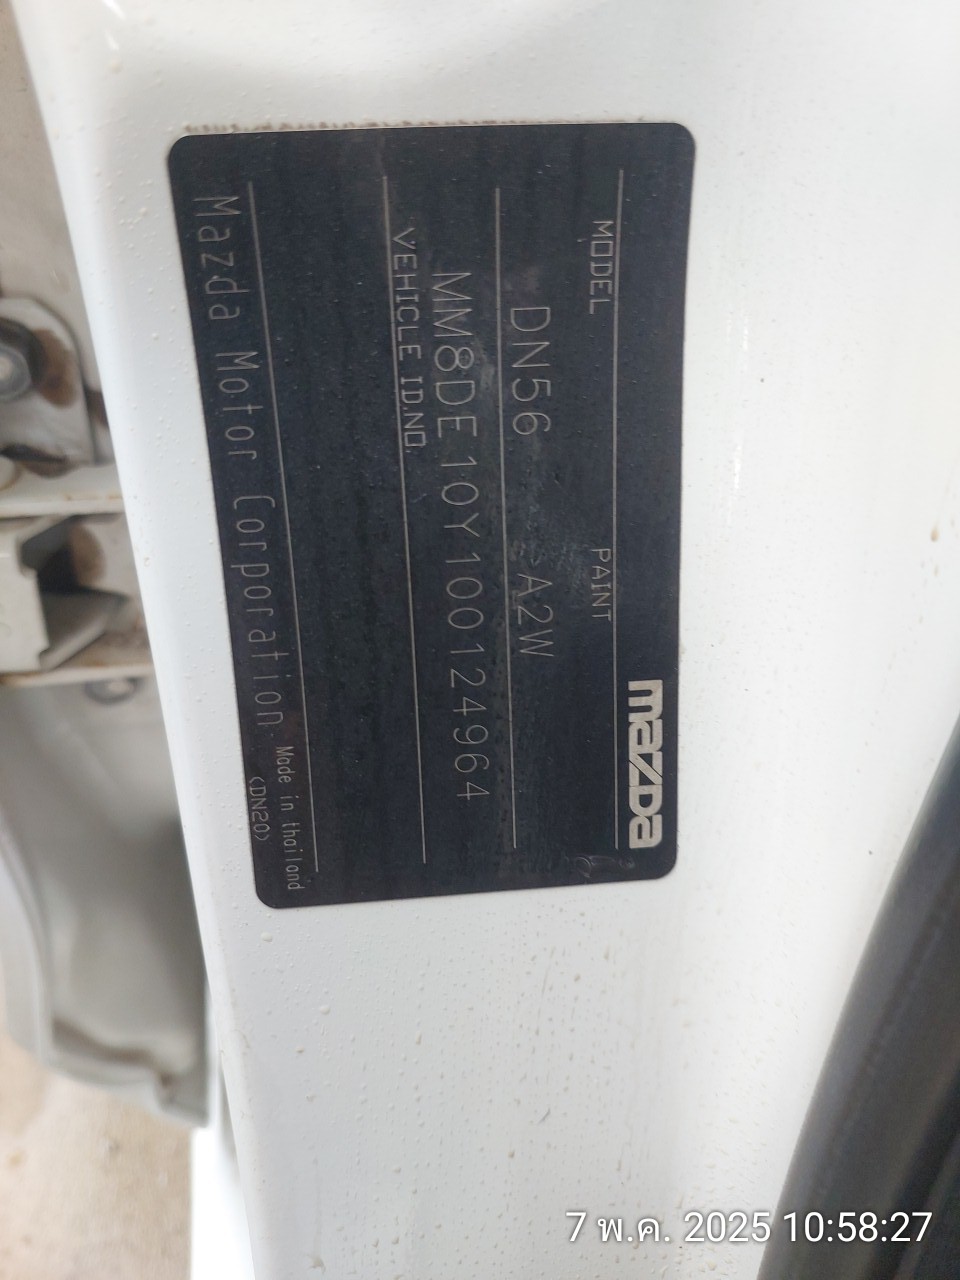 mazda
MODEL PAINT
DN56 A2W
MM8DE10Y100124964
VEHICLE ID.NO.
Mazda Motor Corporation Made in thailand
(DN20)
7 พ.ค. 2025 10:58:27